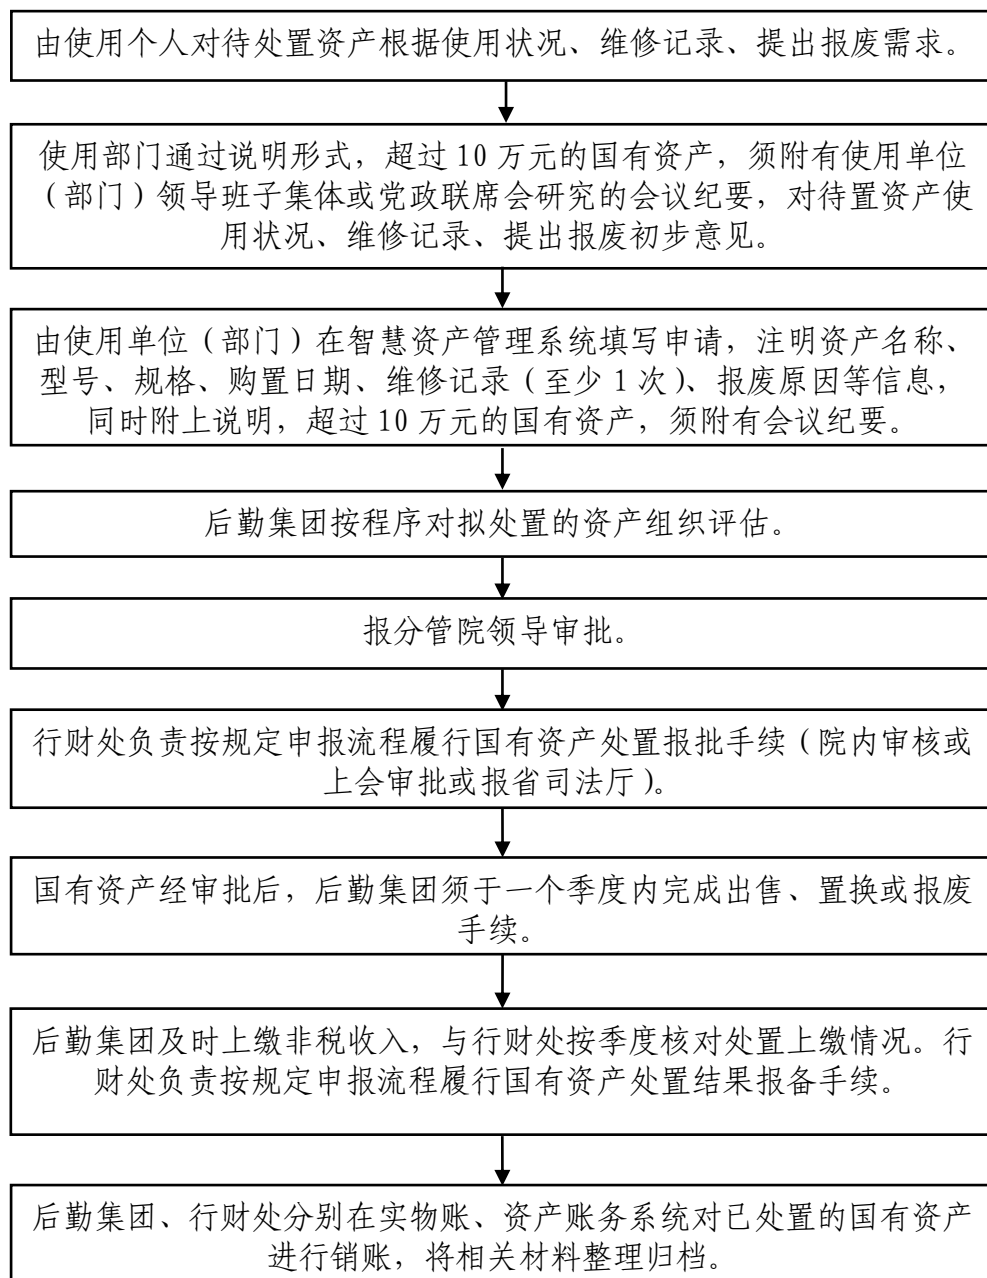 由使用个人对待处置资产根据使用状况、维修记录、提出报废需求。
使用部门通过说明形式，超过 10 万元的国有资产，须附有使用单位
（部门）领导班子集体或党政联席会研究的会议纪要，对待置资产使
用状况、维修记录、提出报废初步意见。
由使用单位（部门）在智慧资产管理系统填写申请，注明资产名称、
型号、规格、购置日期、维修记录（至少 1 次）、报废原因等信息，
同时附上说明，超过 10 万元的国有资产，须附有会议纪要。
后勤集团按程序对拟处置的资产组织评估。
报分管院领导审批。
行财处负责按规定申报流程履行国有资产处置报批手续（院内审核或
上会审批或报省司法厅）。
国有资产经审批后，后勤集团须于一个季度内完成出售、置换或报废
手续。
后勤集团及时上缴非税收入，与行财处按季度核对处置上缴情况。行
财处负责按规定申报流程履行国有资产处置结果报备手续。
后勤集团、行财处分别在实物账、资产账务系统对已处置的国有资产
进行销账，将相关材料整理归档。